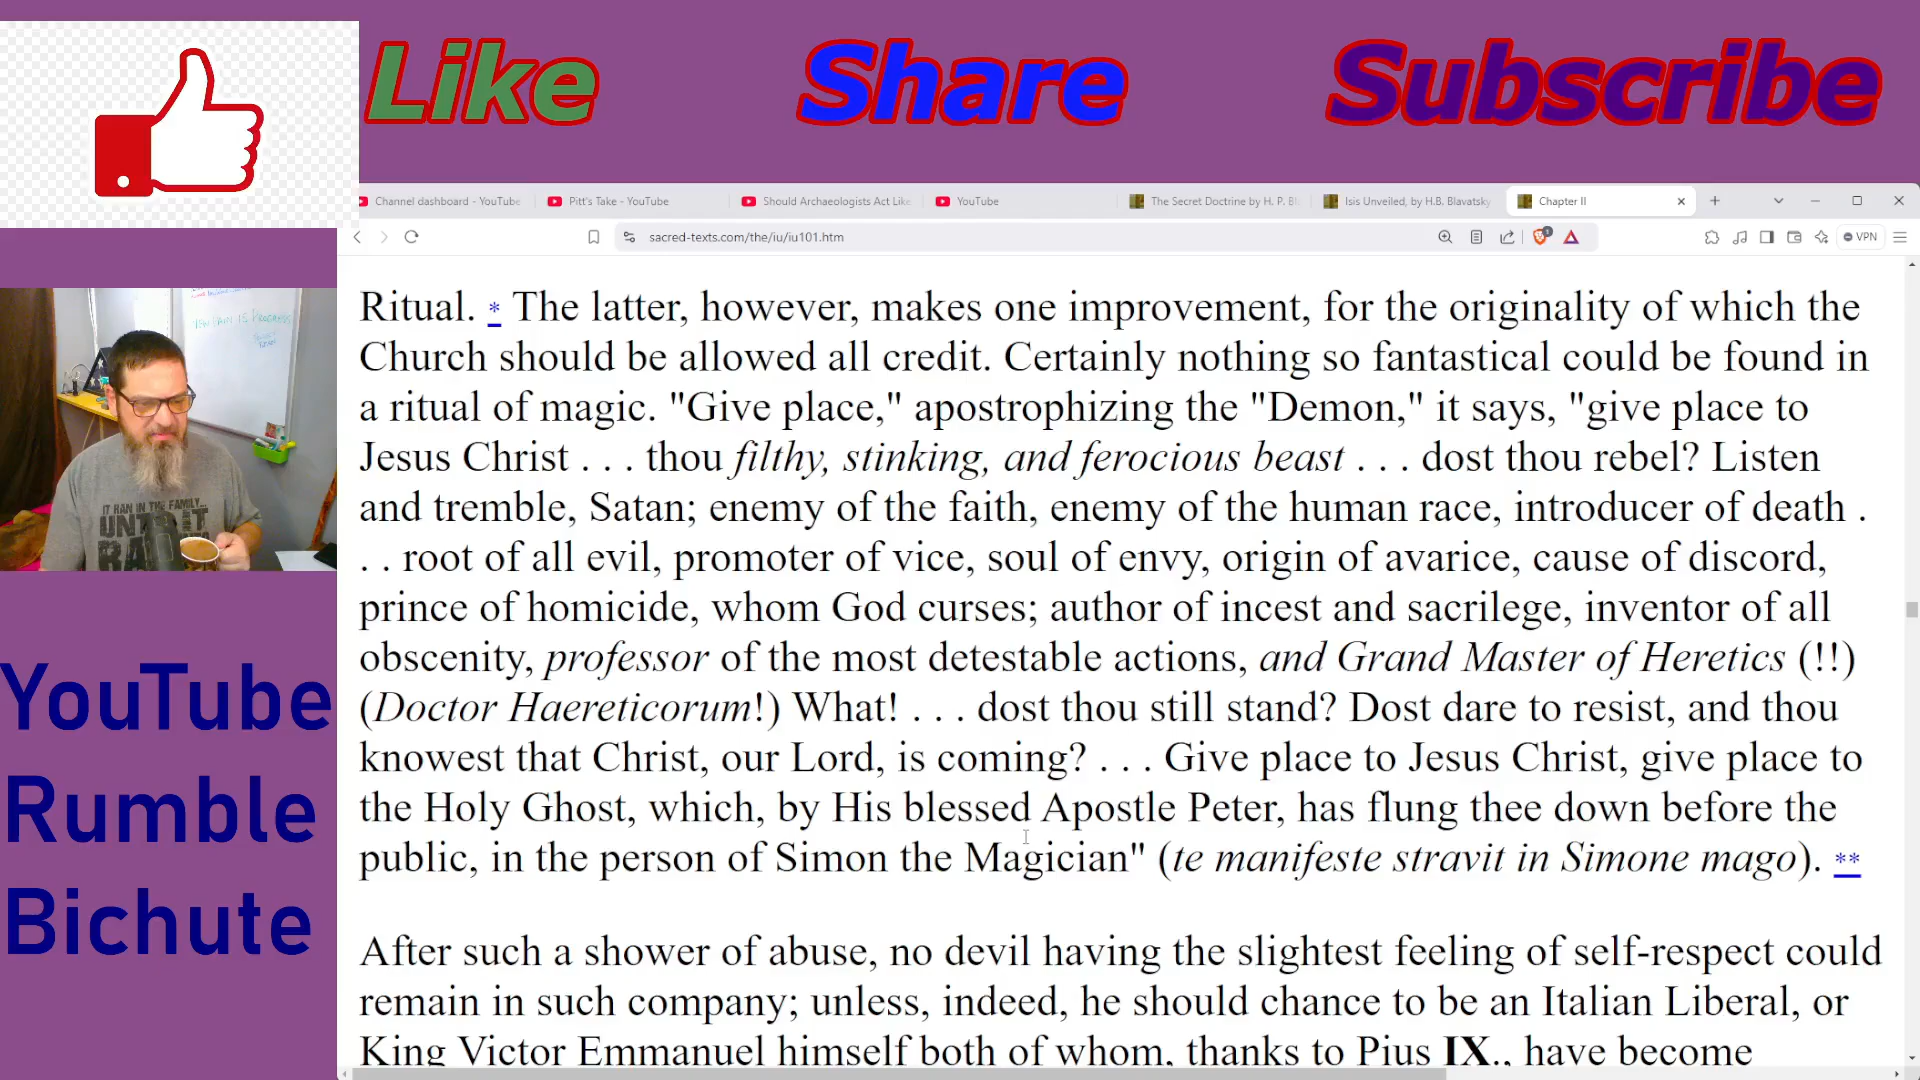 Like Share Subscribe
Channel dashboard - YouTube
Pitt's Take - YouTube
Should Archaeologists Act Like
YouTube
The Secret Doctrine by H. P. Bl
Isis Unveiled, by H.B. Blavatsky
Chapter II
sacred-texts.com/the/iu/iu101.htm
1
VPN
Ritual. * The latter, however, makes one improvement, for the originality of which the
Church should be allowed all credit. Certainly nothing so fantastical could be found in
a ritual of magic. "Give place," apostrophizing the "Demon," it says, "give place to
Jesus Christ . . . thou filthy, stinking, and ferocious beast . . . dost thou rebel? Listen
and tremble, Satan; enemy of the faith, enemy of the human race, introducer of death .
. . root of all evil, promoter of vice, soul of envy, origin of avarice, cause of discord,
prince of homicide, whom God curses; author of incest and sacrilege, inventor of all
obscenity, professor of the most detestable actions, and Grand Master of Heretics (!!)
(Doctor Haereticorum!) What! . . . dost thou still stand? Dost dare to resist, and thou
knowest that Christ, our Lord, is coming? . . . Give place to Jesus Christ, give place to
the Holy Ghost, which, by His blessed Apostle Peter, has flung thee down before the
public, in the person of Simon the Magician" (te manifeste stravit in Simone mago). **
After such a shower of abuse, no devil having the slightest feeling of self-respect could
remain in such company; unless, indeed, he should chance to be an Italian Liberal, or
King Victor Emmanuel himself both of whom, thanks to Pius IX., have become
IT RAN IN THE FAMILY...
YouTube
Rumble
Bichute